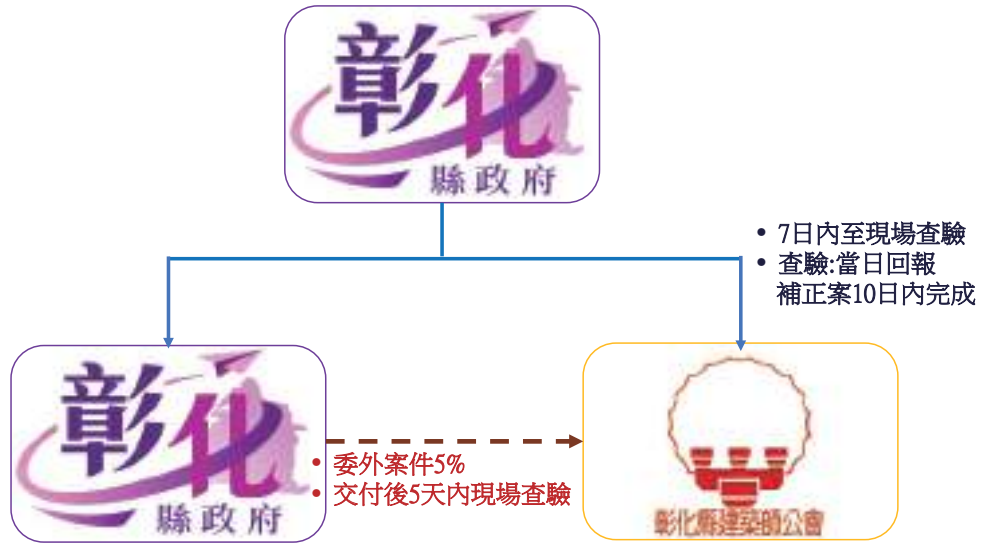 彰化
縣政府
• 7日內至現場查驗
• 查驗:當日回報
補正案10日內完成
彰化
縣政府
• 委外案件5%
• 交付後5天內現場查驗
彰化縣建築師公會